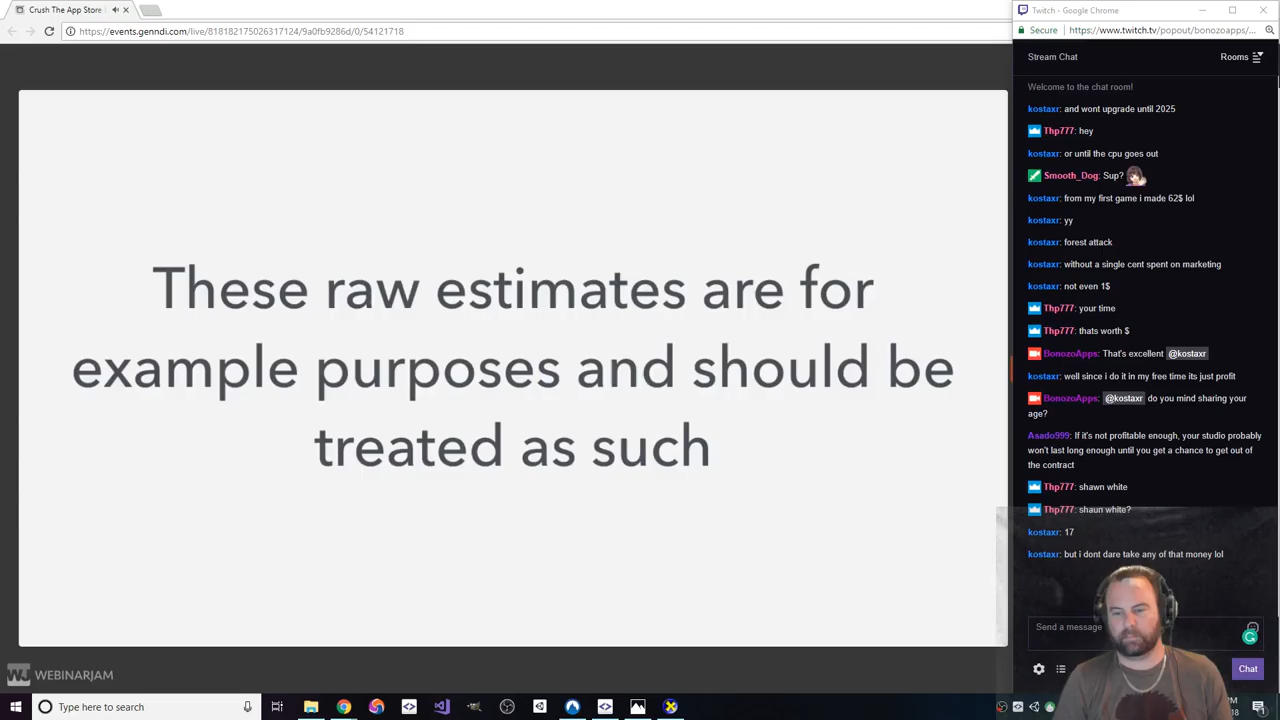 Crush The App Store
Twitch - Google Chrome
https://events.genndi.com/live/818182175026317124/9a0fb9286d/0/54121718
Secure
https://www.twitch.tv/popout/bonozoapps/...
Stream Chat
Rooms
Welcome to the chat room!
kostaxr: and wont upgrade until 2025
Thp777: hey
kostaxr: or until the cpu goes out
Smooth_Dog: Sup?
kostaxr: from my first game i made 62$ lol
kostaxr: yy
kostaxr: forest attack
kostaxr: without a single cent spent on marketing
kostaxr: not even 1$
Thp777: your time
Thp777: thats worth $
BonozoApps: That's excellent @kostaxr
kostaxr: well since i do it in my free time its just profit
BonozoApps: @kostaxr do you mind sharing your
age?
Asado999: If it's not profitable enough, your studio probably
won't last long enough until you get a chance to get out of
the contract
Thp777: shawn white
Thp777: shaun white?
kostaxr: 17
kostaxr: but i dont dare take any of that money lol
Send a message
Chat
These raw estimates are for
example purposes and should be
treated as such
WJ WEBINARJAM
Type here to search